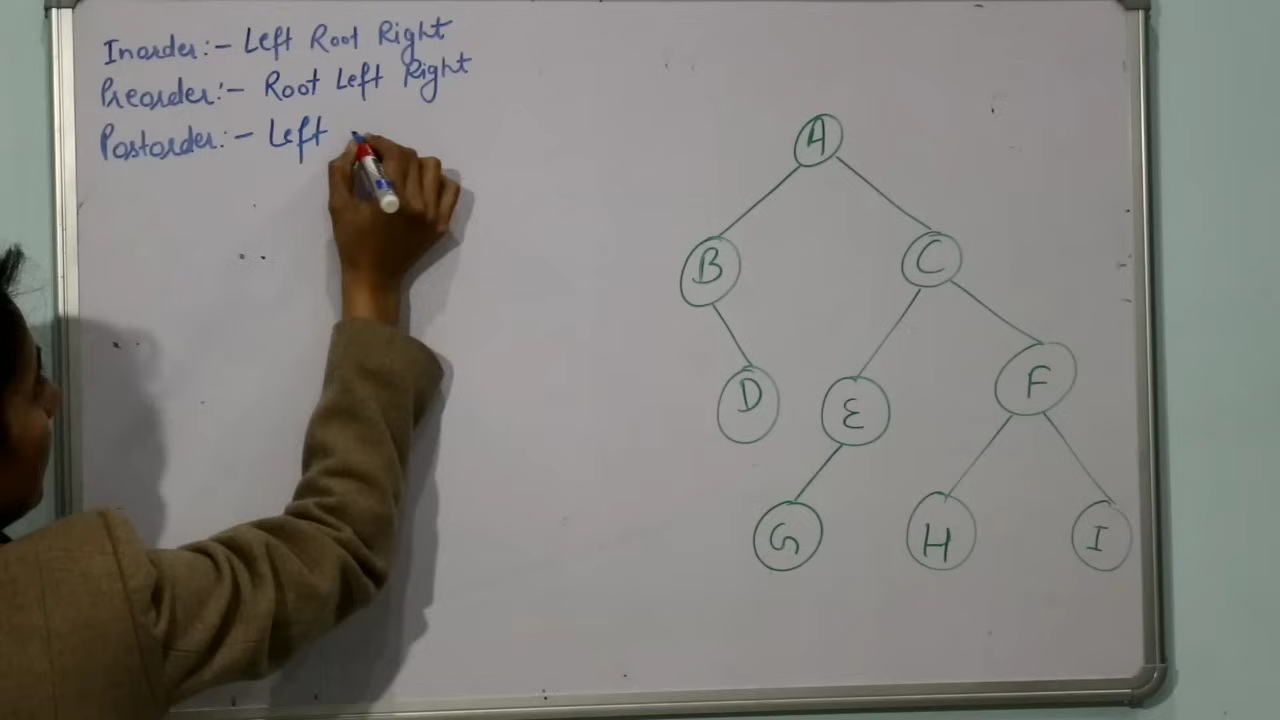 Inorder:- Left Root Right
Preorder:- Root Left Right
Postorder:- Left
A
B
C
D
E
F
G
H
I